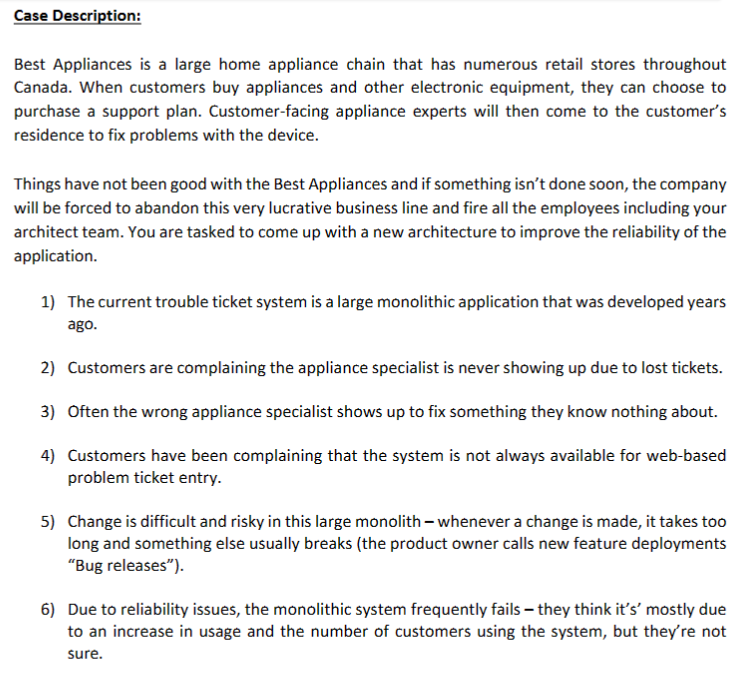 Case Description:
Best Appliances is a large home appliance chain that has numerous retail stores throughout
Canada. When customers buy appliances and other electronic equipment, they can choose to
purchase a support plan. Customer-facing appliance experts will then come to the customer’s
residence to fix problems with the device.
Things have not been good with the Best Appliances and if something isn’t done soon, the company
will be forced to abandon this very lucrative business line and fire all the employees including your
architect team. You are tasked to come up with a new architecture to improve the reliability of the
application.
1) The current trouble ticket system is a large monolithic application that was developed years
ago.
2) Customers are complaining the appliance specialist is never showing up due to lost tickets.
3) Often the wrong appliance specialist shows up to fix something they know nothing about.
4) Customers have been complaining that the system is not always available for web-based
problem ticket entry.
5) Change is difficult and risky in this large monolith – whenever a change is made, it takes too
long and something else usually breaks (the product owner calls new feature deployments
“Bug releases”).
6) Due to reliability issues, the monolithic system frequently fails – they think it’s’ mostly due
to an increase in usage and the number of customers using the system, but they’re not
sure.